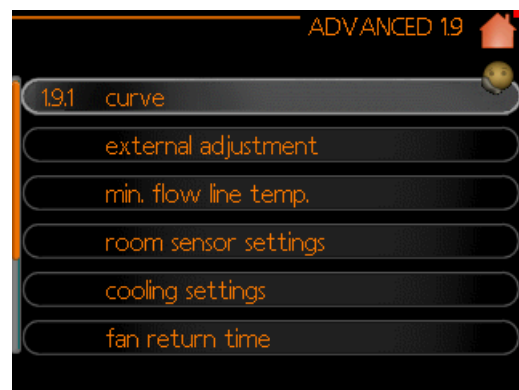 ADVANCED 1.9
1.9.1 curve
external adjustment
min. flow line temp.
room sensor settings
cooling settings
fan return time